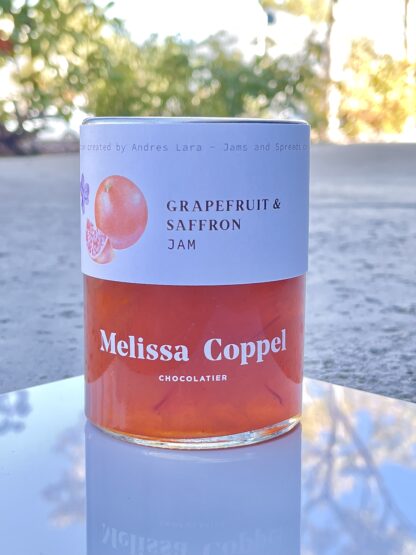 created by Andres Lara - Jams and Spreads
GRAPEFRUIT &
SAFFRON
JAM
Melissa Coppel
CHOCOLATIER